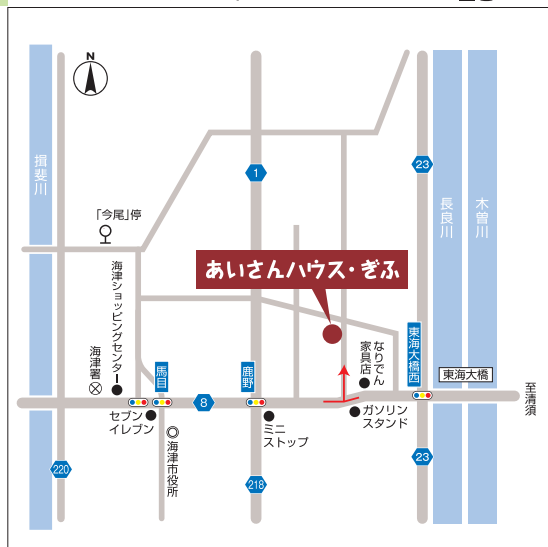 N
揖斐川
1
23
長良川
木曽川
「今尾」停
あいさんハウス・ぎふ
海津ショッピングセンター
海津署
馬目
鹿野
なりでん
家具店
東海大橋西
東海大橋
至清須
8
セブン
イレブン
ミニ
ストップ
ガソリン
スタンド
海津市役所
220
218
23